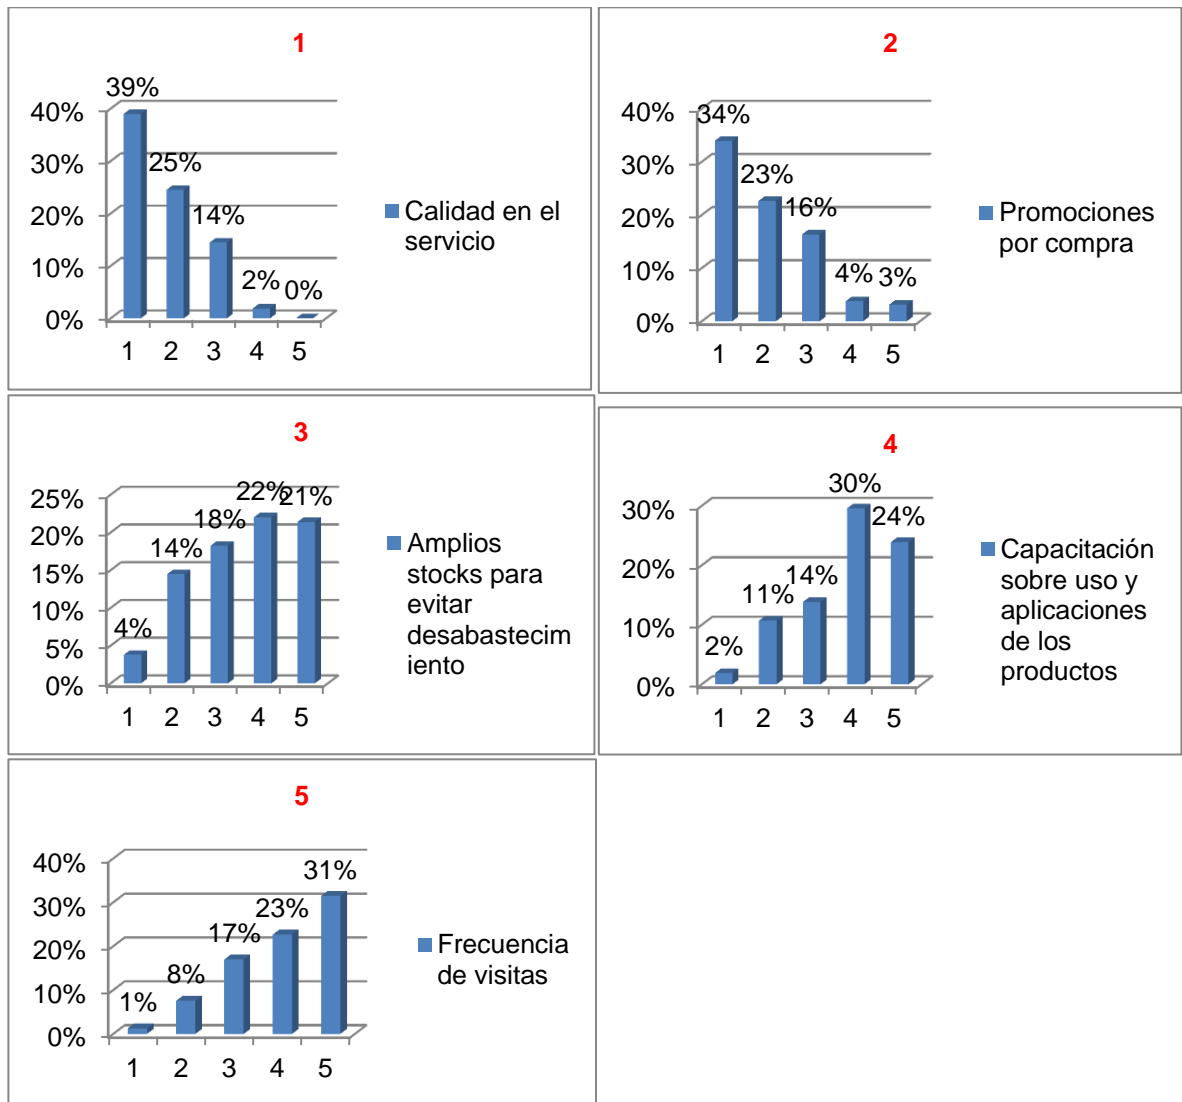 1
39%
40%
25%
30%
14%
20%
10%
2%
0%
0%
1 2 3 4 5
Calidad en el
servicio
2
34%
40%
23%
30%
16%
20%
10%
4%
3%
0%
1 2 3 4 5
Promociones
por compra
3
25%
22%
21%
18%
20%
14%
15%
10%
4%
5%
0%
1 2 3 4 5
Amplios
stocks para
evitar
desabastecim
iento
4
30%
30%
24%
20%
14%
11%
10%
2%
0%
1 2 3 4 5
Capacitación
sobre uso y
aplicaciones
de los
productos
5
40%
31%
30%
23%
17%
20%
8%
10%
1%
0%
1 2 3 4 5
Frecuencia
de visitas